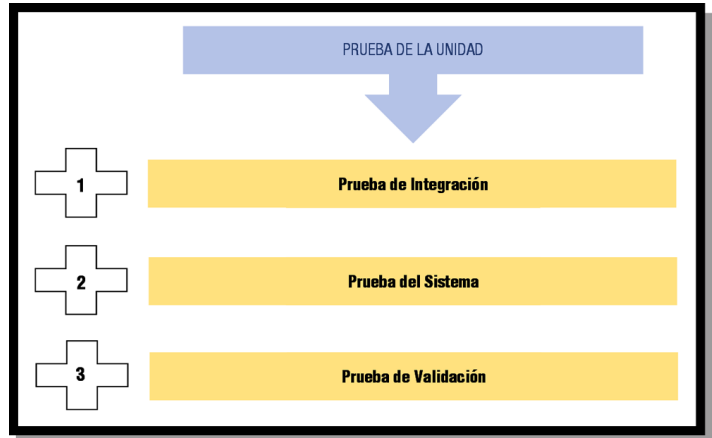 PRUEBA DE LA UNIDAD
1
Prueba de Integración
2
Prueba del Sistema
3
Prueba de Validación